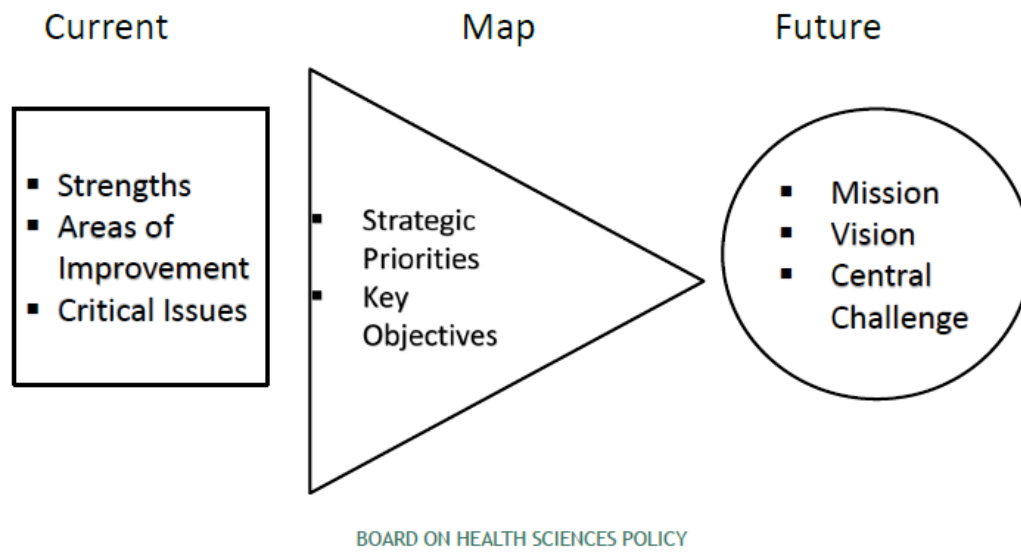 Current
Map
Future
▪ Strengths
▪ Areas of
Improvement
▪ Critical Issues
▪ Strategic
Priorities
▪ Key
Objectives
▪ Mission
▪ Vision
▪ Central
Challenge
BOARD ON HEALTH SCIENCES POLICY